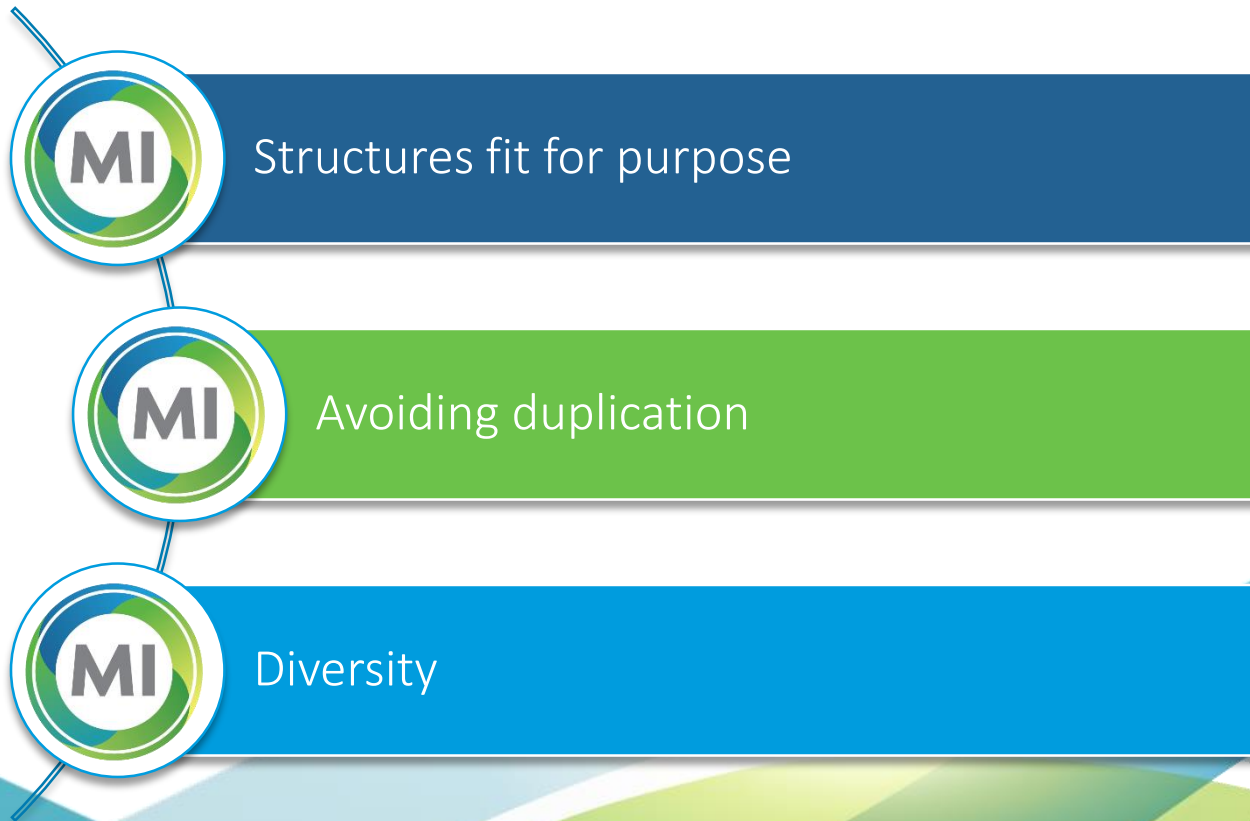 MI
Structures fit for purpose
MI
Avoiding duplication
MI
Diversity